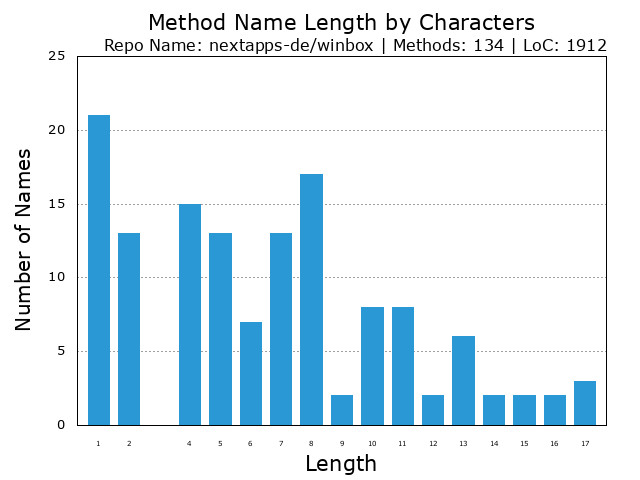 Method Name Length by Characters
Repo Name: nextapps-de/winbox | Methods: 134 | LoC: 1912
25
20
15
10
5
0
Number of Names
1 2 4 5 6 7 8 9 10 11 12 13 14 15 16 17
Length